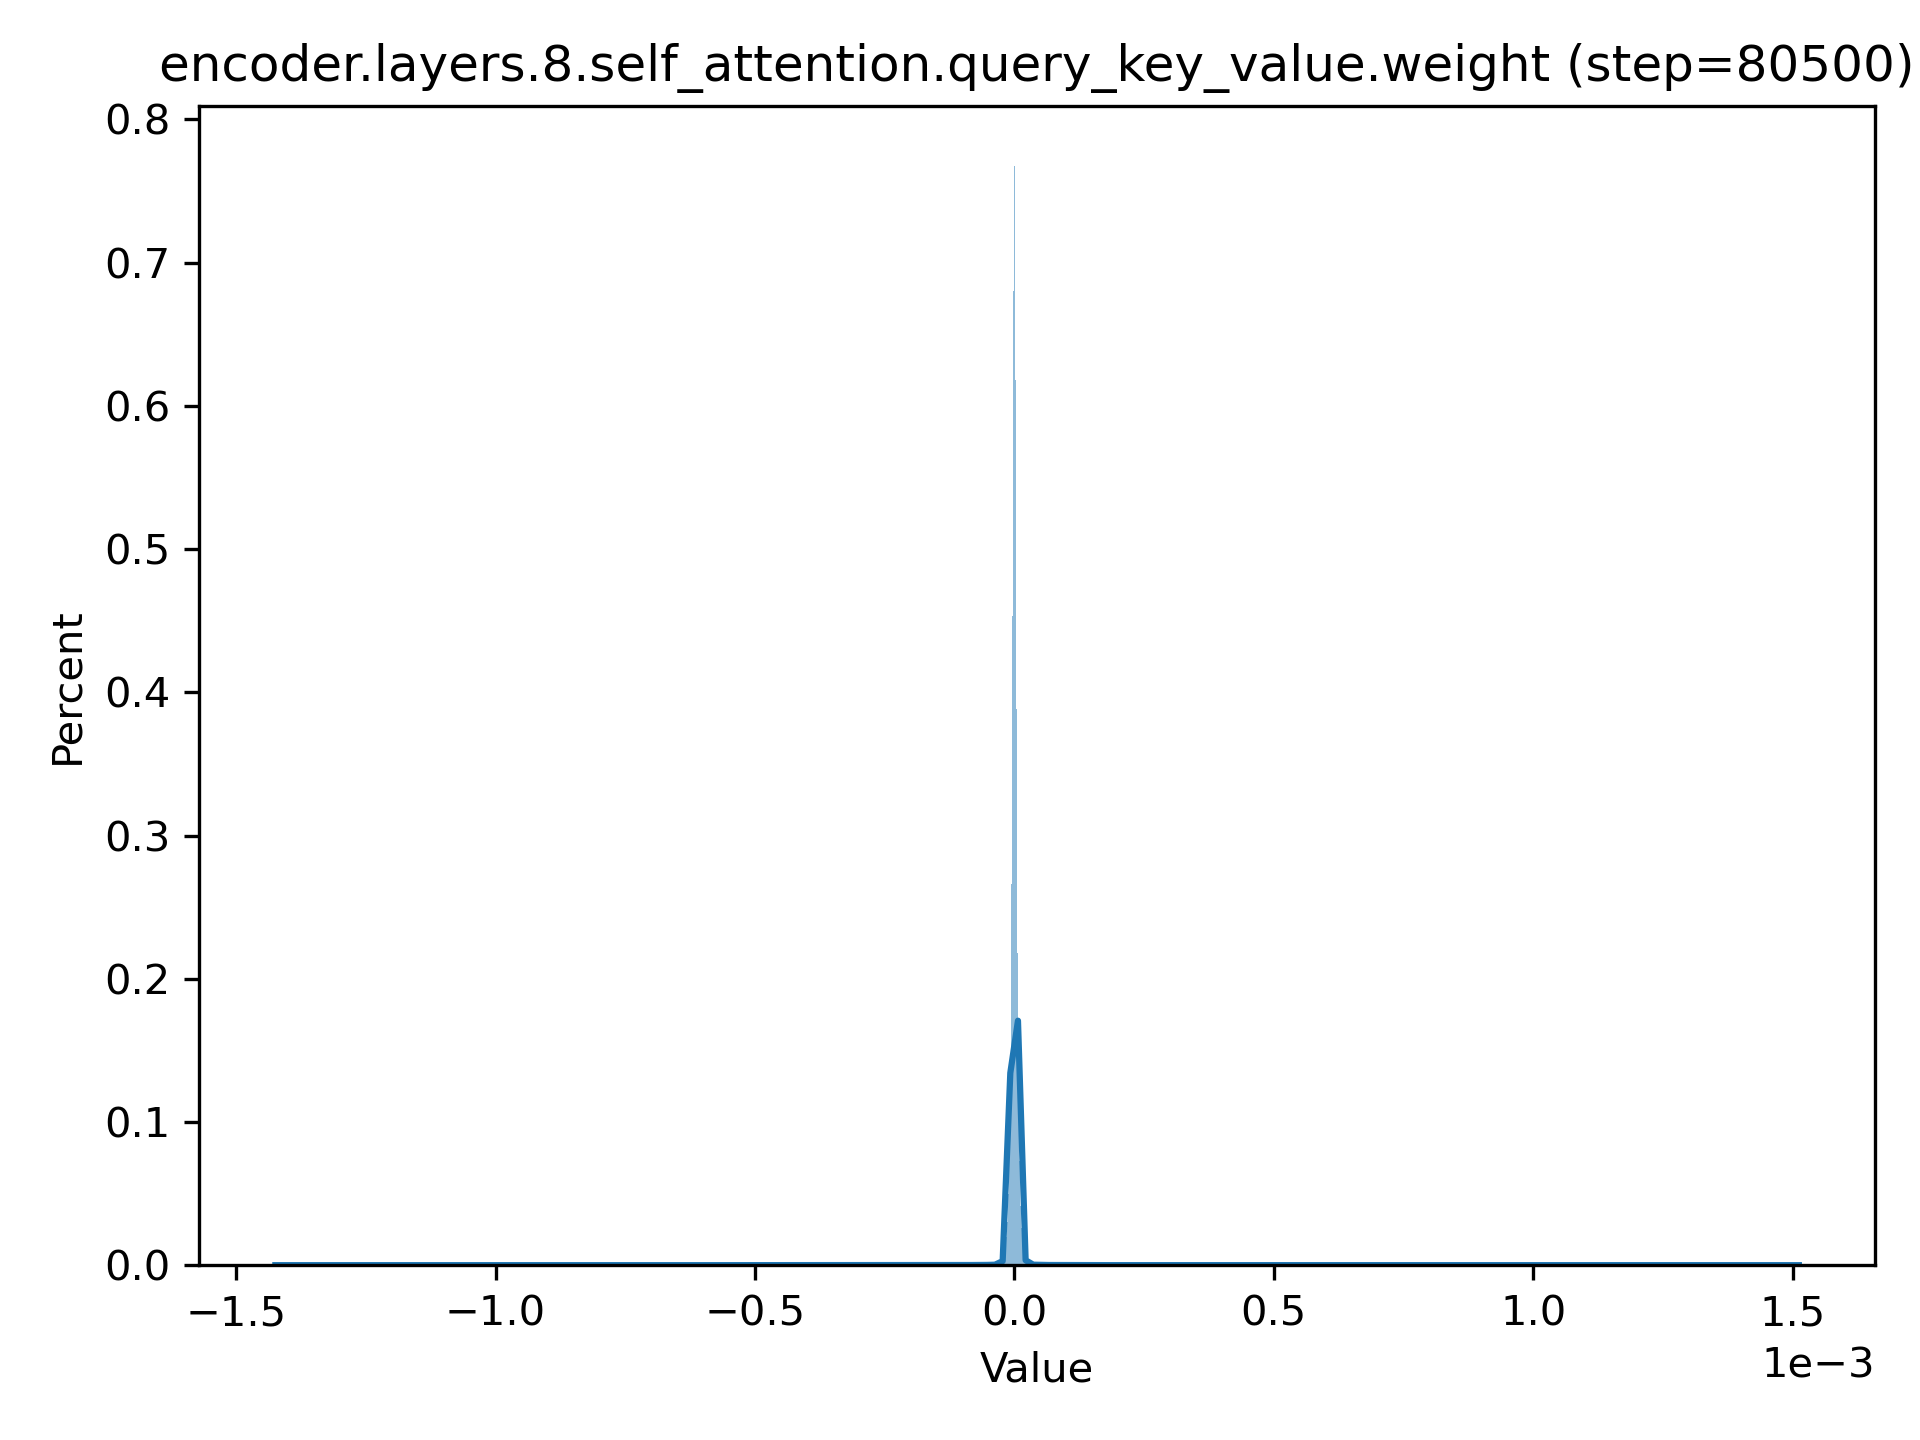 encoder.layers.8.self_attention.query_key_value.weight (step=80500)
0.8
0.7
0.6
0.5
0.4
0.3
0.2
0.1
0.0
Percent
−1.5 −1.0 −0.5 0.0 0.5 1.0 1.5
1e−3
Value